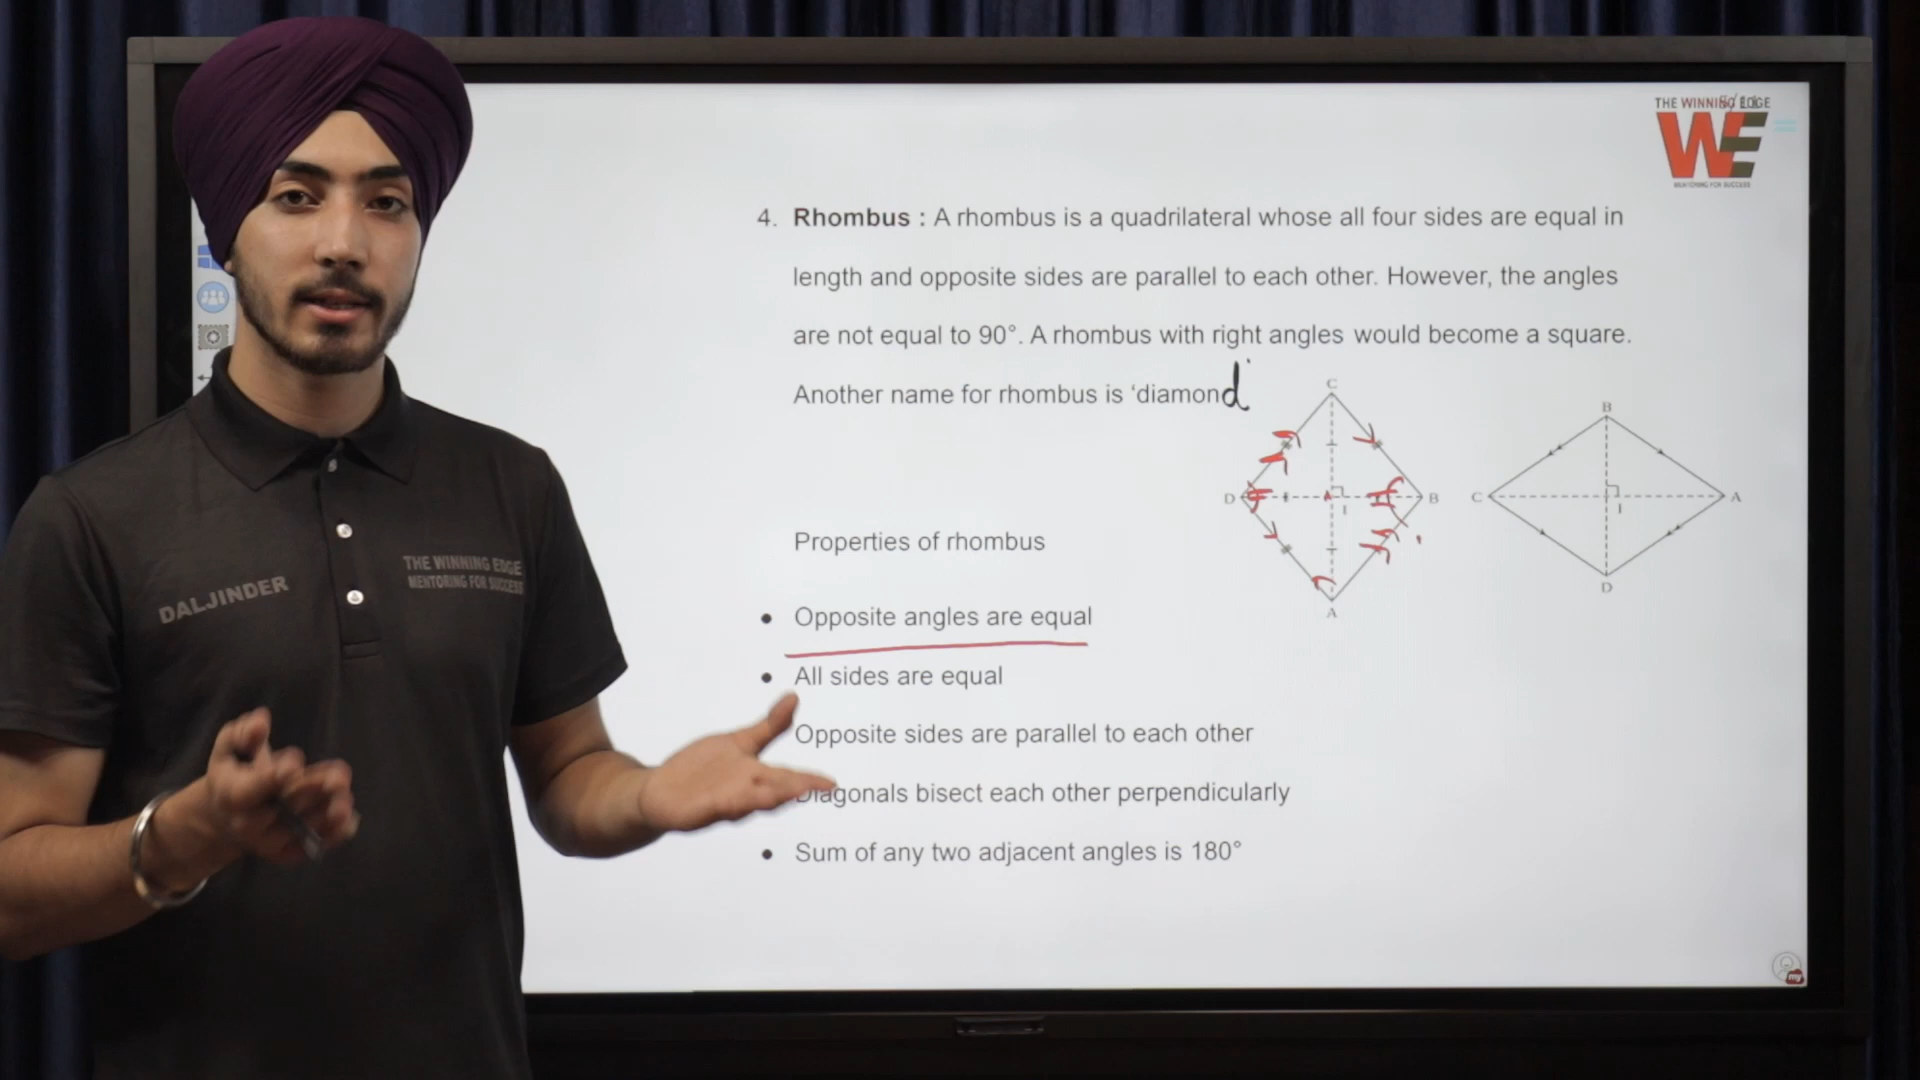 THE WINNING EDGE
WE
MENTORING FOR SUCCESS
4. Rhombus : A rhombus is a quadrilateral whose all four sides are equal in
length and opposite sides are parallel to each other. However, the angles
are not equal to 90°. A rhombus with right angles would become a square.
Another name for rhombus is ‘diamond’
C
D
B
I
A
B
C
A
I
D
Properties of rhombus
• Opposite angles are equal
• All sides are equal
Opposite sides are parallel to each other
Diagonals bisect each other perpendicularly
• Sum of any two adjacent angles is 180°
DALJINDER
THE WINNING EDGE
MENTORING FOR SUCCESS